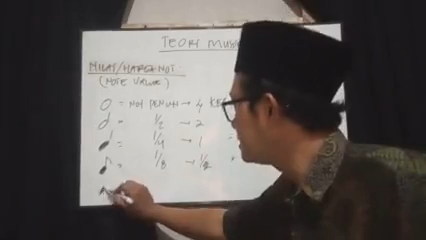 TEORI MUSI
NILAI/HARGA NOT
(NOTE VALUE)
= NOT PENUH → 4
1/2 → 2
= 1/4 → 1
= 1/8 → 1/2